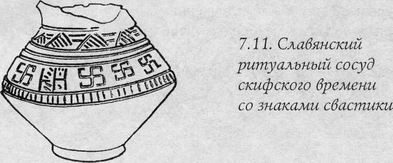 7.11. Славянский
ритуальный сосуд
скифского времени
со знаками свастики